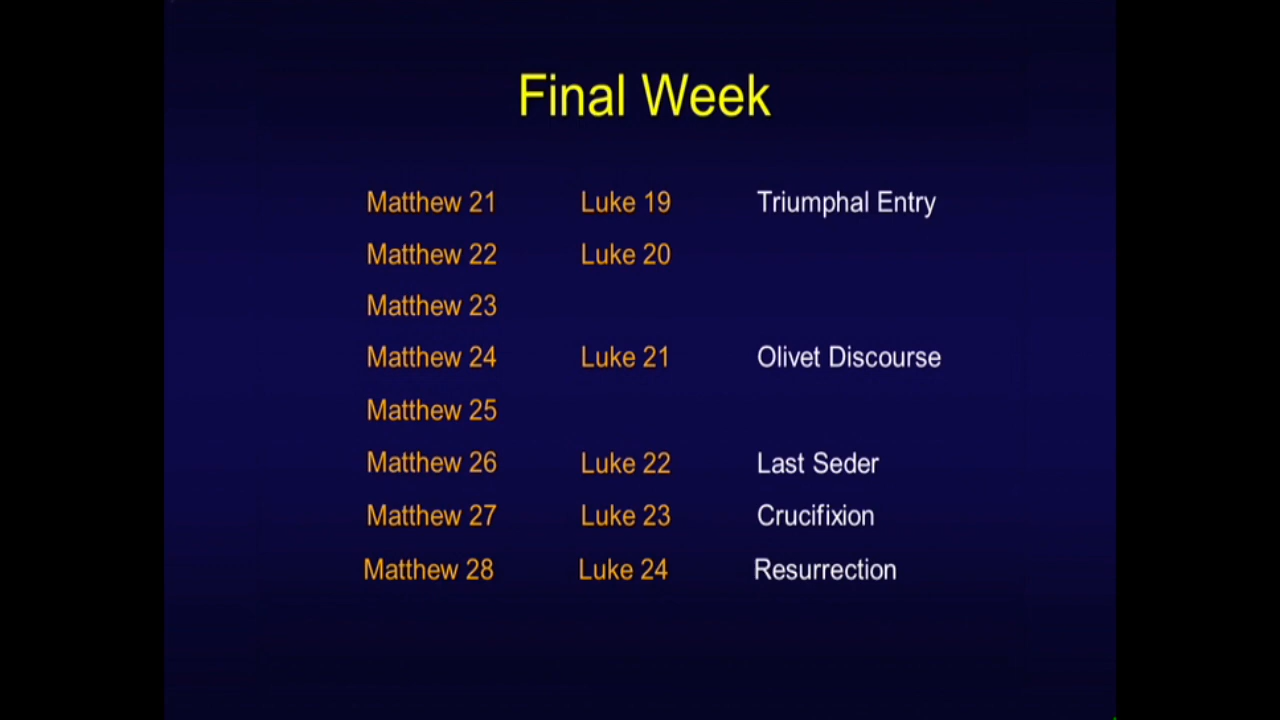 Final Week
Matthew 21 Luke 19 Triumphal Entry
Matthew 22 Luke 20
Matthew 23
Matthew 24 Luke 21 Olivet Discourse
Matthew 25
Matthew 26 Luke 22 Last Seder
Matthew 27 Luke 23 Crucifixion
Matthew 28 Luke 24 Resurrection